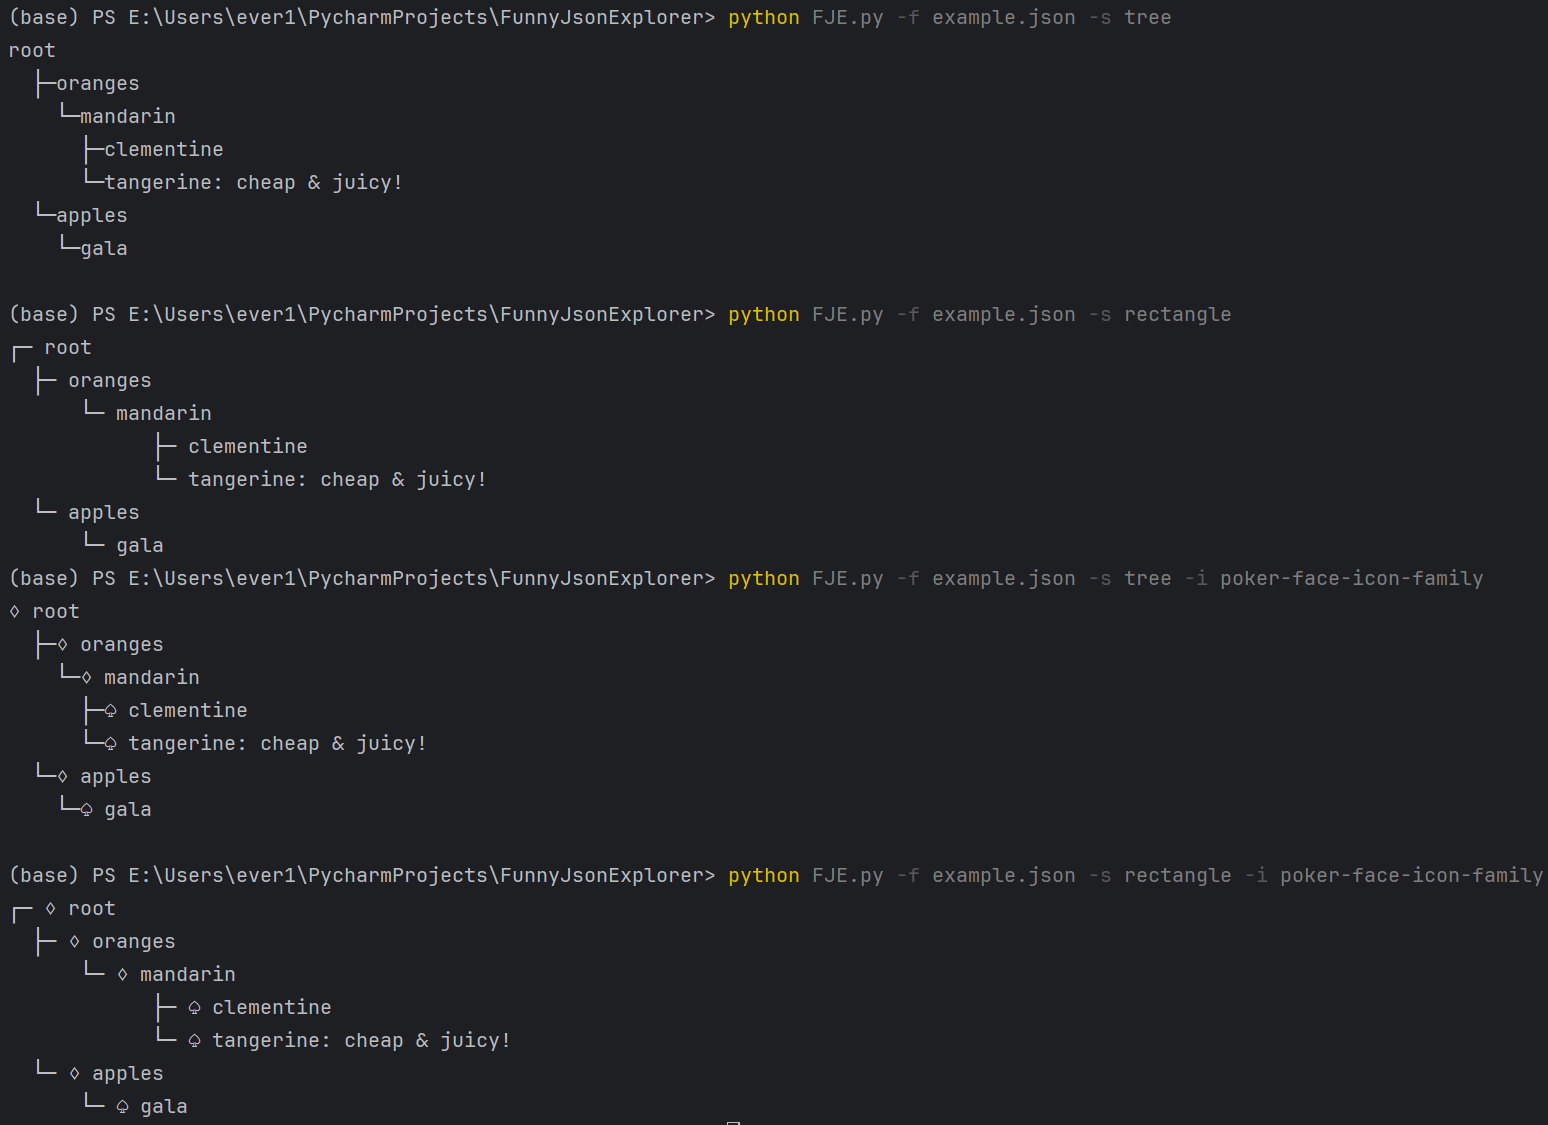 (base) PS E:\Users\ever1\PycharmProjects\FunnyJsonExplorer> python FJE.py -f example.json -s tree
root
  ├─oranges
    └─mandarin
      ├─clementine
      └─tangerine: cheap & juicy!
  └─apples
    └─gala
(base) PS E:\Users\ever1\PycharmProjects\FunnyJsonExplorer> python FJE.py -f example.json -s rectangle
┌─ root
  ├─ oranges
      └─ mandarin
            ├─ clementine
            └─ tangerine: cheap & juicy!
  └─ apples
      └─ gala
(base) PS E:\Users\ever1\PycharmProjects\FunnyJsonExplorer> python FJE.py -f example.json -s tree -i poker-face-icon-family
♢ root
  ├─♢ oranges
    └─♢ mandarin
      ├─♤ clementine
      └─♤ tangerine: cheap & juicy!
  └─♢ apples
    └─♤ gala
(base) PS E:\Users\ever1\PycharmProjects\FunnyJsonExplorer> python FJE.py -f example.json -s rectangle -i poker-face-icon-family
┌─ ♢ root
  ├─ ♢ oranges
      └─ ♢ mandarin
            ├─ ♤ clementine
            └─ ♤ tangerine: cheap & juicy!
  └─ ♢ apples
      └─ ♤ gala